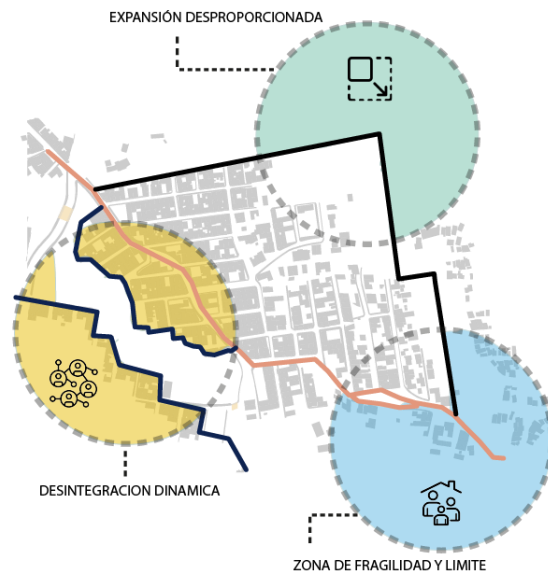 EXPANSIÓN DESPROPORCIONADA
DESINTEGRACION DINAMICA
ZONA DE FRAGILIDAD Y LIMITE